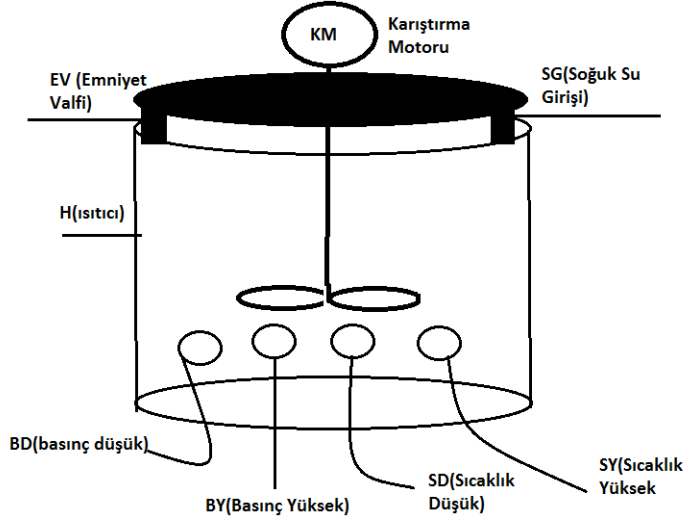 KM
Karıştırma
Motoru
EV (Emniyet
Valfi)
SG(Soğuk Su
Girişi)
H(ısıtıcı)
BD(basınç düşük)
BY(Basınç Yüksek)
SD(Sıcaklık
Düşük)
SY(Sıcaklık
Yüksek